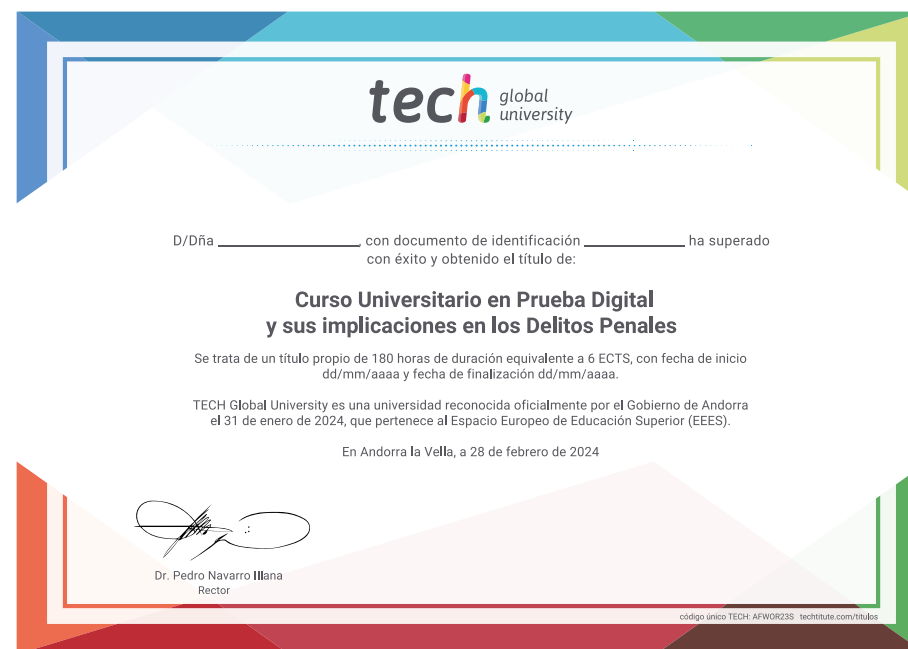 tech global university
D/Dña ______________, con documento de identificación __________ ha superado
con éxito y obtenido el título de:
Curso Universitario en Prueba Digital
y sus implicaciones en los Delitos Penales
Se trata de un título propio de 180 horas de duración equivalente a 6 ECTS, con fecha de inicio
dd/mm/aaaa y fecha de finalización dd/mm/aaaa.
TECH Global University es una universidad reconocida oficialmente por el Gobierno de Andorra
el 31 de enero de 2024, que pertenece al Espacio Europeo de Educación Superior (EEES).
En Andorra la Vella, a 28 de febrero de 2024
Dr. Pedro Navarro Illana
Rector
código único TECH: AFWOR23S techtitute.com/titulos